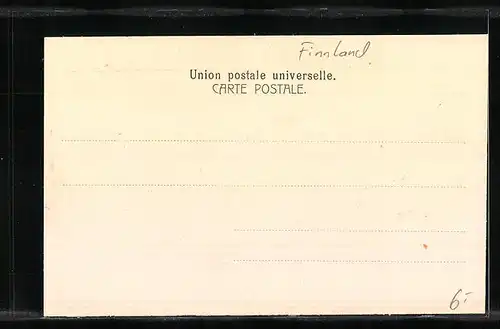 Finnland
Union postale universelle.
CARTE POSTALE.
6.-